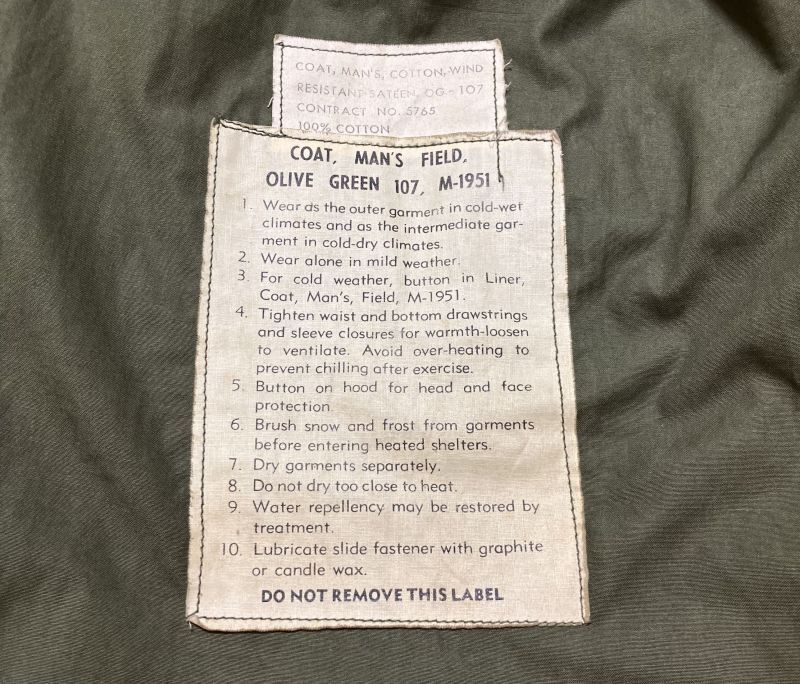 COAT, MAN'S, COTTON, WIND
RESISTANT SATEEN, OG-107
CONTRACT NO. 5765
100% COTTON
COAT, MAN'S FIELD,
OLIVE GREEN 107, M-1951
1. Wear as the outer garment in cold-wet
climates and as the intermediate gar-
ment in cold-dry climates.
2. Wear alone in mild weather.
3. For cold weather, button in Liner,
Coat, Man's, Field, M-1951.
4. Tighten waist and bottom drawstrings
and sleeve closures for warmth-loosen
to ventilate. Avoid over-heating to
prevent chilling after exercise.
5. Button on hood for head and face
protection.
6. Brush snow and frost from garments
before entering heated shelters.
7. Dry garments separately.
8. Do not dry too close to heat.
9. Water repellency may be restored by
treatment.
10. Lubricate slide fastener with graphite
or candle wax.
DO NOT REMOVE THIS LABEL